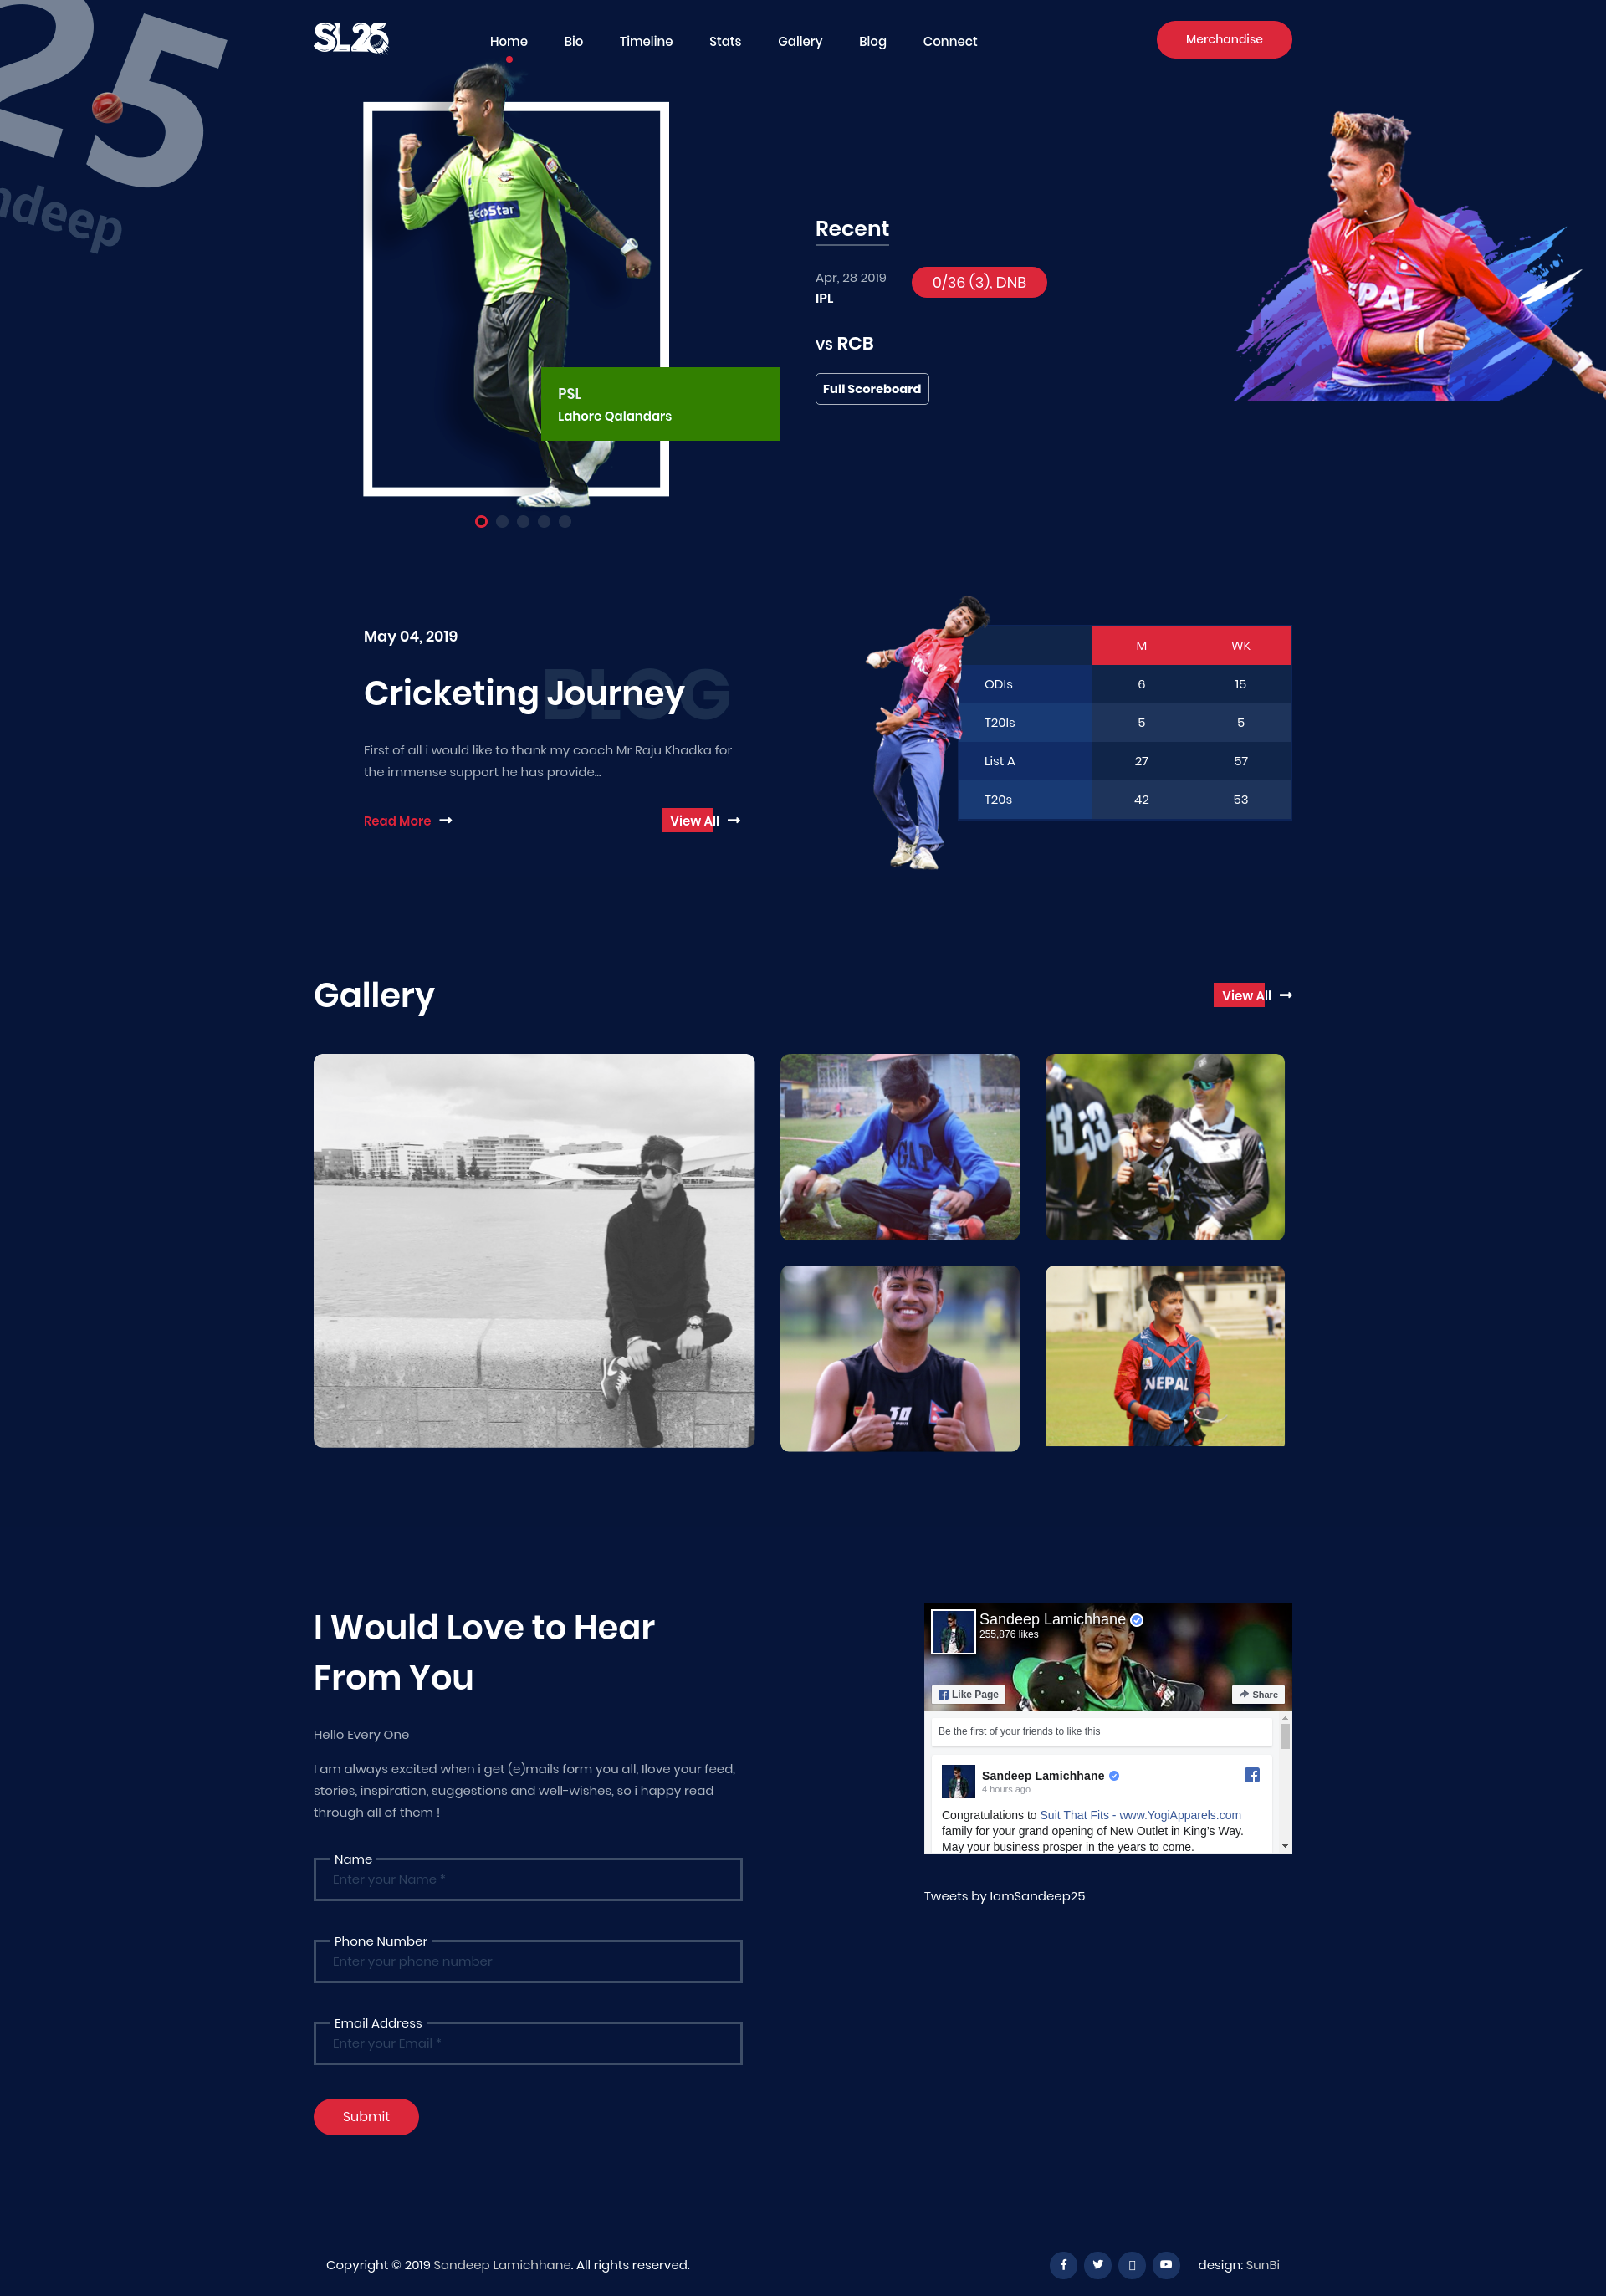 25
ndeep
SL25
Home Bio Timeline Stats Gallery Blog Connect
Merchandise
PSL
Lahore Qalandars
Recent
Apr, 28 2019
IPL
0/36 (3), DNB
vs RCB
Full Scoreboard
EPAL
May 04, 2019
BLOG
Cricketing Journey
First of all i would like to thank my coach Mr Raju Khadka for
the immense support he has provide...
Read More
View All
M WK
ODIs 6 15
T20Is 5 5
List A 27 57
T20s 42 53
Gallery
View All
GAP
13
53
NEPAL
I Would Love to Hear
From You
Hello Every One
I am always excited when i get (e)mails form you all, Ilove your feed,
stories, inspiration, suggestions and well-wishes, so i happy read
through all of them !
Name
Enter your Name *
Phone Number
Enter your phone number
Email Address
Enter your Email *
Submit
Sandeep Lamichhane
255,876 likes
Like Page
Share
Be the first of your friends to like this
Sandeep Lamichhane
4 hours ago
Congratulations to Suit That Fits - www.YogiApparels.com
family for your grand opening of New Outlet in King's Way.
May your business prosper in the years to come.
Tweets by IamSandeep25
Copyright © 2019 Sandeep Lamichhane. All rights reserved.
design: SunBi